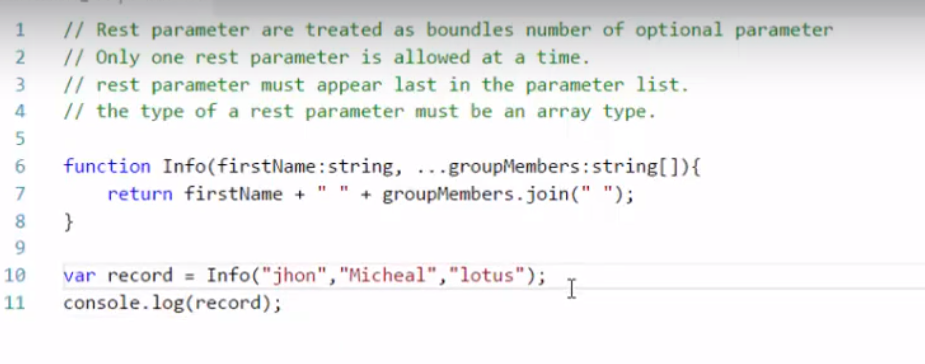 1 // Rest parameter are treated as boundles number of optional parameter
2 // Only one rest parameter is allowed at a time.
3 // rest parameter must appear last in the parameter list.
4 // the type of a rest parameter must be an array type.
5
6 function Info(firstName:string, ...groupMembers:string[]){
7     return firstName + " " + groupMembers.join(" ");
8 }
9
10 var record = Info("jhon","Micheal","lotus");
11 console.log(record);